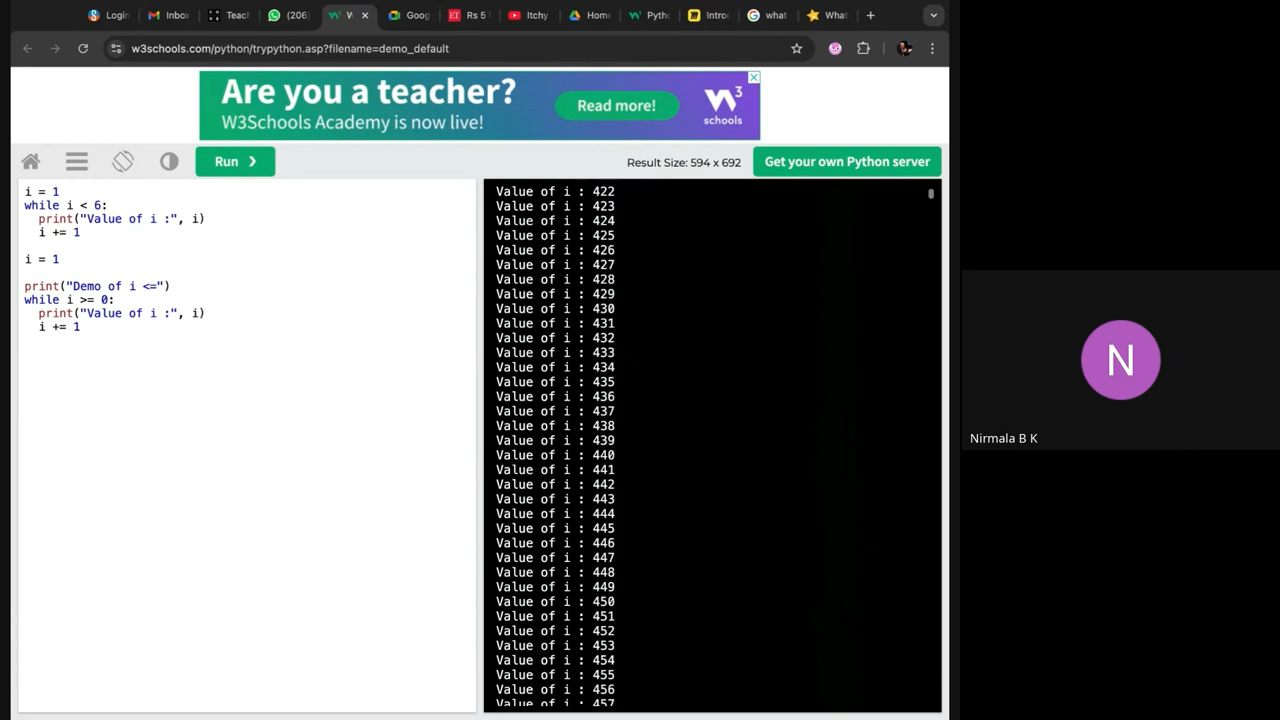 Login
Inbox
Teac
(206
W
Goog
Rs 5
Itchy
Home
Pytho
Introc
what
What
w3schools.com/python/trypython.asp?filename=demo_default
Are you a teacher?
W3Schools Academy is now live!
Read more!
W3
schools
Run ❯
Result Size: 594 x 692
Get your own Python server
i = 1
while i < 6:
  print("Value of i :", i)
  i += 1
i = 1
print("Demo of i <=")
while i >= 0:
  print("Value of i :", i)
  i += 1
Value of i : 422
Value of i : 423
Value of i : 424
Value of i : 425
Value of i : 426
Value of i : 427
Value of i : 428
Value of i : 429
Value of i : 430
Value of i : 431
Value of i : 432
Value of i : 433
Value of i : 434
Value of i : 435
Value of i : 436
Value of i : 437
Value of i : 438
Value of i : 439
Value of i : 440
Value of i : 441
Value of i : 442
Value of i : 443
Value of i : 444
Value of i : 445
Value of i : 446
Value of i : 447
Value of i : 448
Value of i : 449
Value of i : 450
Value of i : 451
Value of i : 452
Value of i : 453
Value of i : 454
Value of i : 455
Value of i : 456
Value of i : 457
N
Nirmala B K